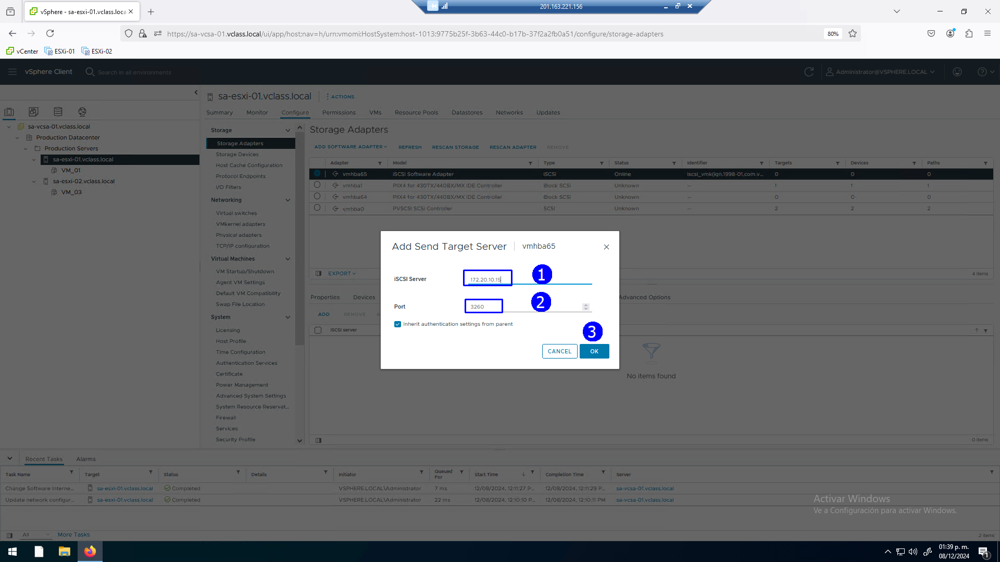 vSphere - sa-esxi-01.vclass.loca
201.163.221.156
https://sa-vcsa-01.vclass.local/ui/app/host;nav=h/urn:vmomi:HostSystem:host-1013:9775b25f-3b63-44c0-b17b-37f2a2fb0a51/configure/storage-adapters
80%
vCenter ESXi-01 ESXi-02
vSphere Client Search in all environments Administrator@VSPHERE.LOCAL
sa-esxi-01.vclass.local ACTIONS
Summary Monitor Configure Permissions VMs Resource Pools Datastores Networks Updates
sa-vcsa-01.vclass.local
Production Datacenter
Production Servers
sa-esxi-01.vclass.local
VM_01
sa-esxi-02.vclass.local
VM_03
Storage
Storage Adapters
Storage Devices
Host Cache Configuration
Protocol Endpoints
I/O Filters
Networking
Virtual switches
VMkernel adapters
Physical adapters
TCP/IP configuration
Virtual Machines
VM Startup/Shutdown
Agent VM Settings
Default VM Compatibility
Swap File Location
System
Licensing
Host Profile
Time Configuration
Authentication Services
Certificate
Power Management
Advanced System Settings
System Resource Reservat...
Firewall
Services
Security Profile
Storage Adapters
ADD SOFTWARE ADAPTER REFRESH RESCAN STORAGE RESCAN ADAPTER REMOVE
Adapter Model Type Status Identifier Targets Devices Paths
vmhba65 iSCSI Software Adapter iSCSI Online iscsi_vmk(iqn.1998-01.com.v... 0 0 0
vmhba1 PIIX4 for 430TX/440BX/MX IDE Controller Block SCSI Unknown -- 1 1 1
vmhba64 PIIX4 for 430TX/440BX/MX IDE Controller Block SCSI Unknown -- 0 0 0
vmhba0 PVSCSI SCSI Controller SCSI Unknown -- 2 2 2
EXPORT 4 items
Properties Devices Advanced Options
ADD REMOVE A
iSCSI server
No items found
0 items
Add Send Target Server vmhba65
iSCSI Server 172.20.10.15 1
Port 3260 2
Inherit authentication settings from parent
3
CANCEL OK
Recent Tasks Alarms
Task Name Target Status Details Initiator Queued For Start Time Completion Time Server
Change Software Interne... sa-esxi-01.vclass.local Completed VSPHERE.LOCAL\Administrator 7 ms 12/08/2024, 12:11:27 P... 12/08/2024, 12:11:29 P... sa-vcsa-01.vclass.local
Update network configur... sa-esxi-01.vclass.local Completed VSPHERE.LOCAL\Administrator 22 ms 12/08/2024, 12:10:10 P... 12/08/2024, 12:10:11 PM sa-vcsa-01.vclass.local
All More Tasks 2 items
Activar Windows
Ve a Configuración para activar Windows.
01:39 p. m.
08/12/2024
1